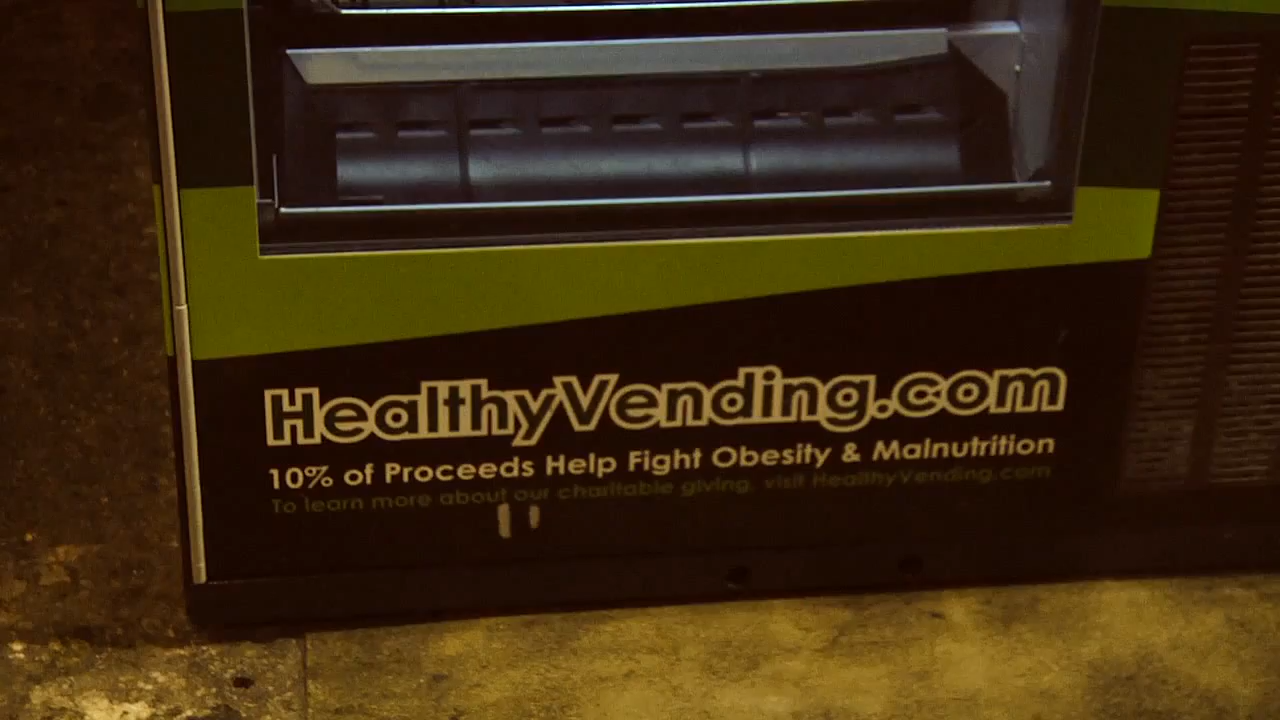 HealthyVending.com
10% of Proceeds Help Fight Obesity & Malnutrition
To learn more about our charitable giving, visit HealthyVending.com